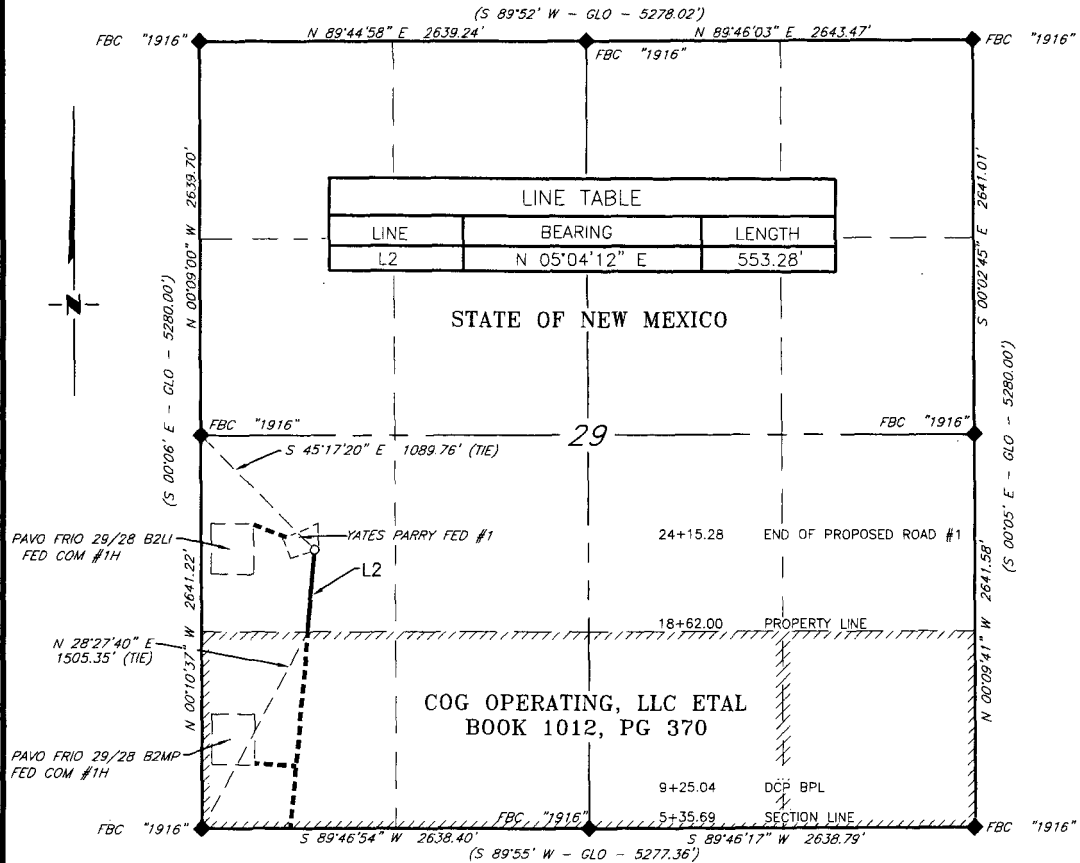 (S 89°52' W - GLO - 5278.02')
N 89°44'58" E 2639.24'
N 89°46'03" E 2643.47'
FBC "1916"
FBC "1916"
FBC "1916"
N 00°09'00" W 2639.70'
S 00°02'45" E 2641.01'
LINE TABLE
LINE BEARING LENGTH
L2 N 05°04'12" E 553.28'
N
STATE OF NEW MEXICO
(S 00°06' E - GLO - 5280.00')
(S 00°05' E - GLO - 5280.00')
FBC "1916"
29
FBC "1916"
S 45°17'20" E 1089.76' (TIE)
PAVO FRIO 29/28 B2LI
FED COM #1H
YATES PARRY FED #1
24+15.28 END OF PROPOSED ROAD #1
L2
N 00°10'37" W 2641.22'
N 00°09'41" W 2641.58'
18+62.00 PROPERTY LINE
N 28°27'40" E
1505.35' (TIE)
COG OPERATING, LLC ETAL
BOOK 1012, PG 370
PAVO FRIO 29/28 B2MP
FED COM #1H
9+25.04 DCP BPL
5+35.69 SECTION LINE
FBC "1916"
FBC "1916"
FBC "1916"
S 89°46'54" W 2638.40'
S 89°46'17" W 2638.79'
(S 89°55' W - GLO - 5277.36')